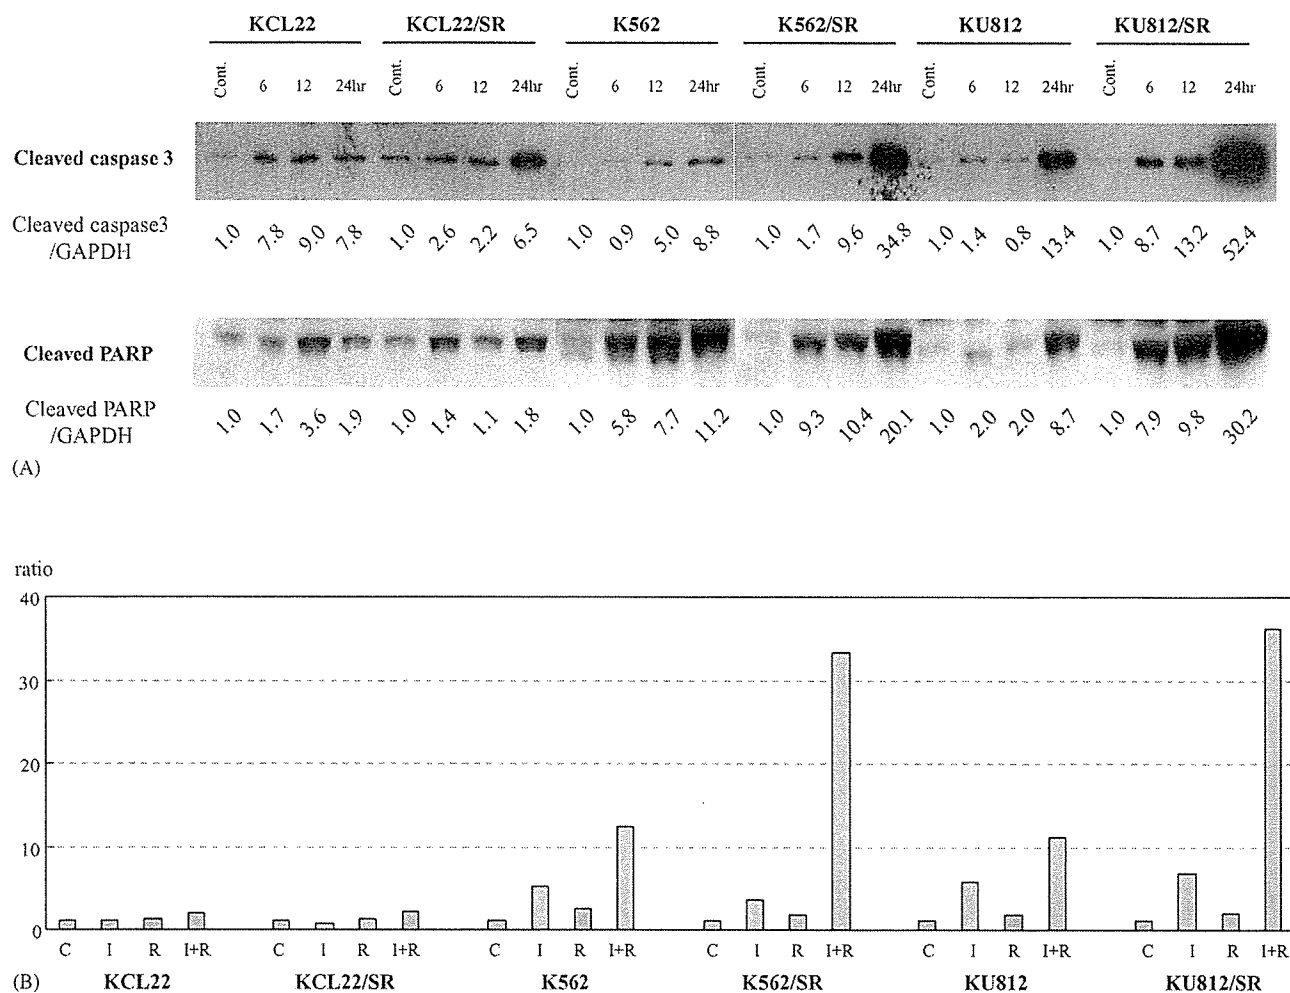 KCL22 KCL22/SR K562 K562/SR KU812 KU812/SR
Cont. 6 12 24hr Cont. 6 12 24hr Cont. 6 12 24hr Cont. 6 12 24hr Cont. 6 12 24hr Cont. 6 12 24hr
Cleaved caspase 3
Cleaved caspase3
/GAPDH
1.0 7.8 9.0 7.8 1.0 2.6 2.2 6.5 1.0 0.9 5.0 8.8 1.0 1.7 9.6 34.8 1.0 1.4 0.8 13.4 1.0 8.7 13.2 52.4
Cleaved PARP
Cleaved PARP
/GAPDH
1.0 1.7 3.6 1.9 1.0 1.4 1.1 1.8 1.0 5.8 7.7 11.2 1.0 9.3 10.4 20.1 1.0 2.0 2.0 8.7 1.0 7.9 9.8 30.2
(A)
ratio
40
30
20
10
0
C I R I+R C I R I+R C I R I+R C I R I+R C I R I+R C I R I+R
(B) KCL22 KCL22/SR K562 K562/SR KU812 KU812/SR